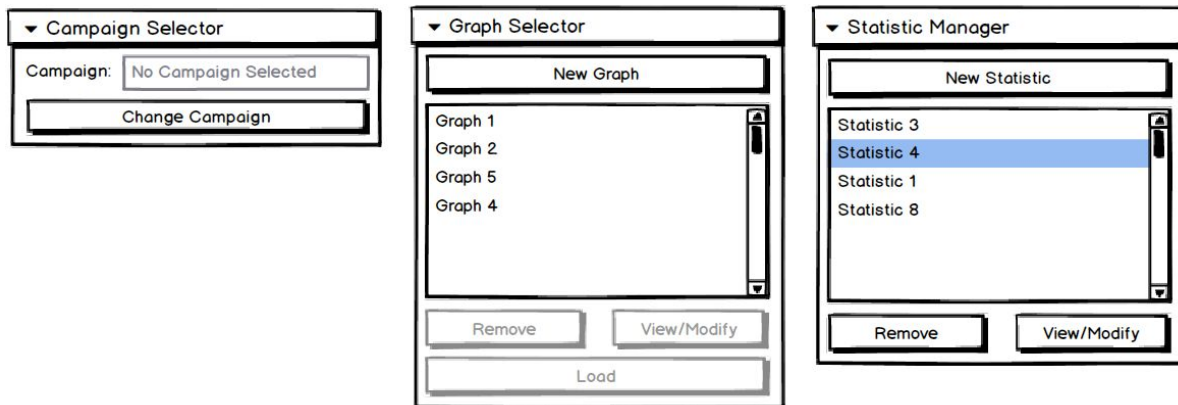 Campaign Selector
Campaign: No Campaign Selected
Change Campaign
Graph Selector
New Graph
Graph 1
Graph 2
Graph 5
Graph 4
Remove View/Modify
Load
Statistic Manager
New Statistic
Statistic 3
Statistic 4
Statistic 1
Statistic 8
Remove View/Modify